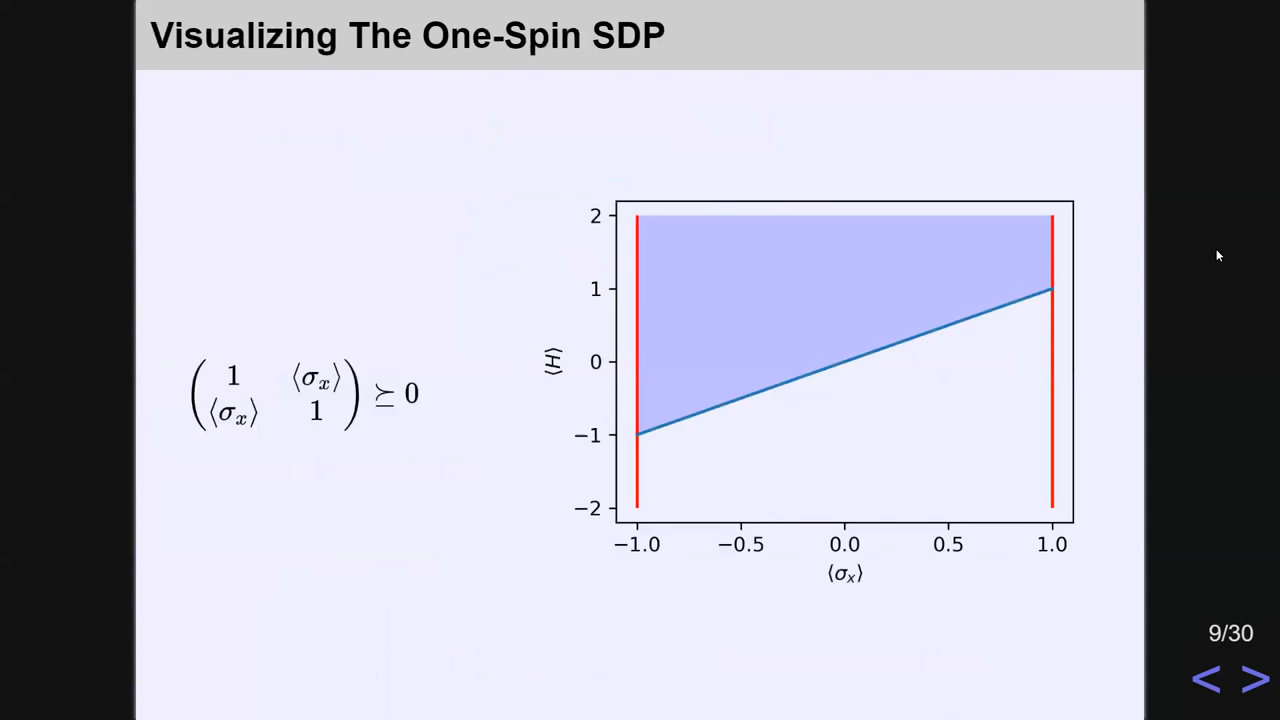 Visualizing The One-Spin SDP
( 1 ⟨σₓ⟩
⟨σₓ⟩ 1 ) ⪰ 0
2
1
0
−1
−2
⟨H⟩
−1.0 −0.5 0.0 0.5 1.0
⟨σₓ⟩
9/30
< >